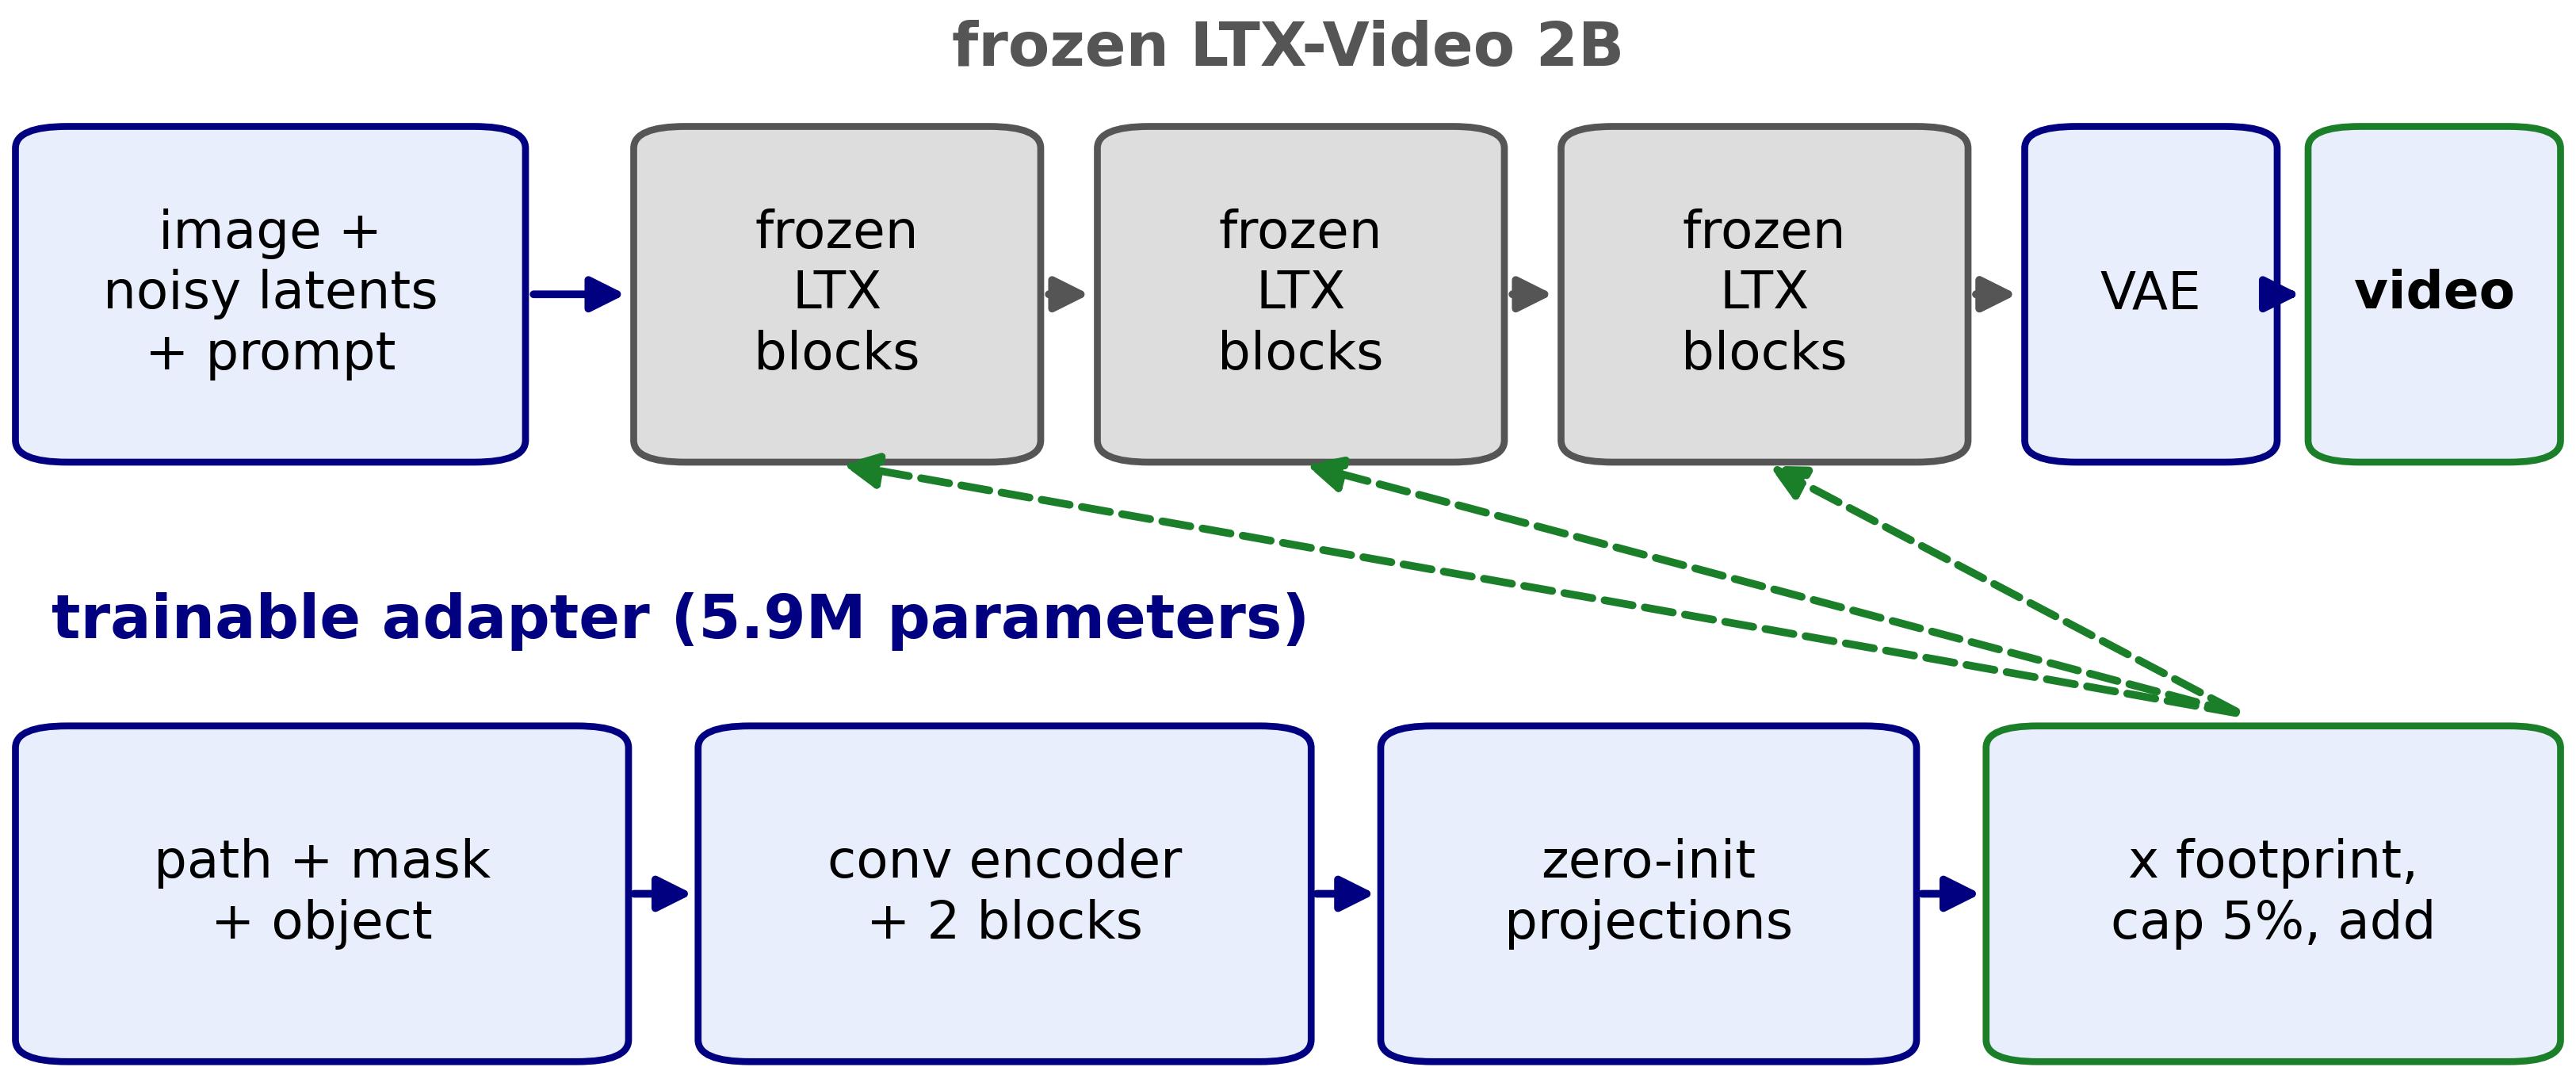 frozen LTX-Video 2B
image +
noisy latents
+ prompt
frozen
LTX
blocks
frozen
LTX
blocks
frozen
LTX
blocks
VAE
video
trainable adapter (5.9M parameters)
path + mask
+ object
conv encoder
+ 2 blocks
zero-init
projections
x footprint,
cap 5%, add